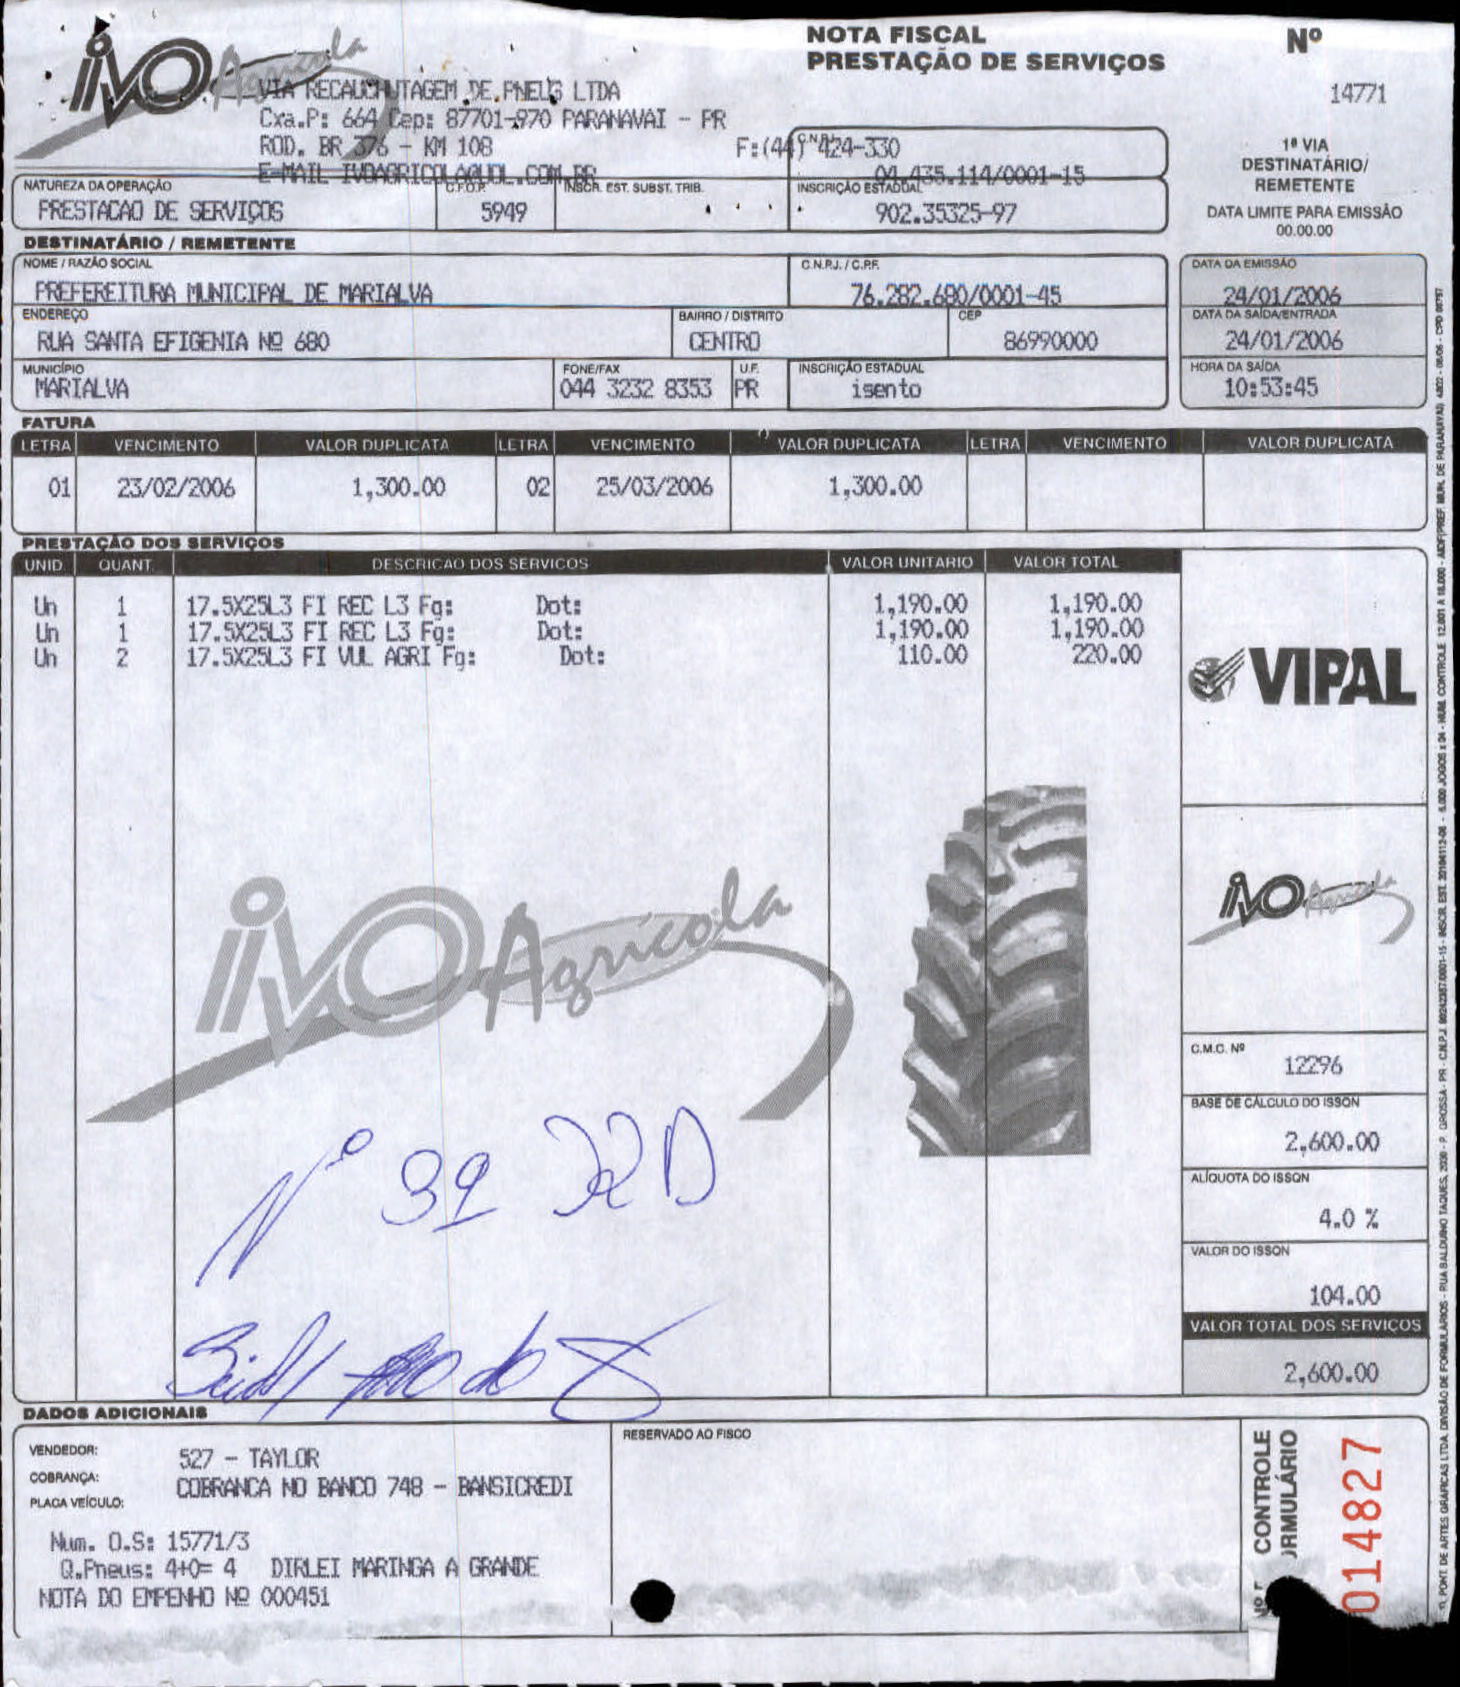 IVO Agrícola
NOTA FISCAL
PRESTAÇÃO DE SERVIÇOS
Nº
14771
VIA RECAUCHUTAGEM DE PNEUS LTDA
Cxa.P: 664 Cep: 87701-970 PARANAVAI - PR
ROD. BR 376 - KM 108 F:(44) 424-330
E-MAIL IVOAGRICOLA@UOL.COM.BR
C.N.P.J.
04.435.114/0001-15
1ª VIA
DESTINATÁRIO/
REMETENTE
DATA LIMITE PARA EMISSÃO
00.00.00
NATUREZA DA OPERAÇÃO C.F.O.P. INSCR. EST. SUBST. TRIB. INSCRIÇÃO ESTADUAL
PRESTACAO DE SERVIÇOS 5949 902.35325-97
DESTINATÁRIO / REMETENTE
NOME / RAZÃO SOCIAL C.N.P.J. / C.P.F. DATA DA EMISSÃO
PREFEREITURA MUNICIPAL DE MARIALVA 76.282.680/0001-45 24/01/2006
ENDEREÇO BAIRRO / DISTRITO CEP DATA DA SAÍDA/ENTRADA
RUA SANTA EFIGENIA Nº 680 CENTRO 86990000 24/01/2006
MUNICÍPIO FONE/FAX U.F. INSCRIÇÃO ESTADUAL HORA DA SAÍDA
MARIALVA 044 3232 8353 PR isento 10:53:45
FATURA
LETRA VENCIMENTO VALOR DUPLICATA LETRA VENCIMENTO VALOR DUPLICATA LETRA VENCIMENTO VALOR DUPLICATA
01 23/02/2006 1,300.00 02 25/03/2006 1,300.00
PRESTAÇÃO DOS SERVIÇOS
UNID. QUANT. DESCRICAO DOS SERVICOS VALOR UNITARIO VALOR TOTAL
Un 1 17.5X25L3 FI REC L3 Fg: Dot: 1,190.00 1,190.00
Un 1 17.5X25L3 FI REC L3 Fg: Dot: 1,190.00 1,190.00
Un 2 17.5X25L3 FI VUL AGRI Fg: Dot: 110.00 220.00
VIPAL
IVO Agrícola
IVO Agrícola
C.M.C. Nº
12296
BASE DE CÁLCULO DO ISSQN
2,600.00
ALÍQUOTA DO ISSQN
4.0 %
VALOR DO ISSQN
104.00
VALOR TOTAL DOS SERVIÇOS
2,600.00
Nº
DADOS ADICIONAIS
VENDEDOR: 527 - TAYLOR
COBRANÇA: COBRANCA NO BANCO 748 - BANSICREDI
PLACA VEÍCULO:
Num. O.S: 15771/3
Q.Pneus: 4+0= 4 DIRLEI MARINGA A GRANDE
NOTA DO EMPENHO Nº 000451
RESERVADO AO FISCO
CONTROLE
014827